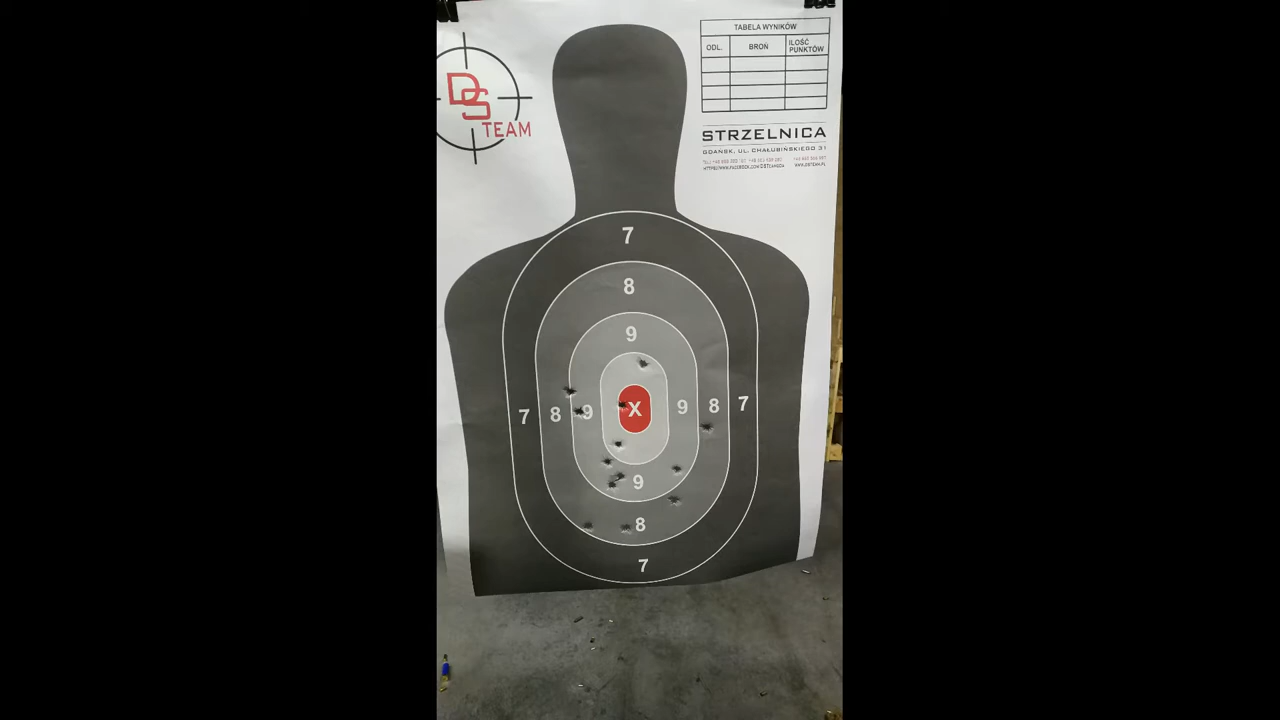 TABELA WYNIKÓW
ODL. BROŃ ILOŚĆ PUNKTÓW
DS
TEAM
STRZELNICA
GDAŃSK, UL. CHAŁUBIŃSKIEGO 31
7
8
9
7 8 9 X 9 8 7
9
8
7